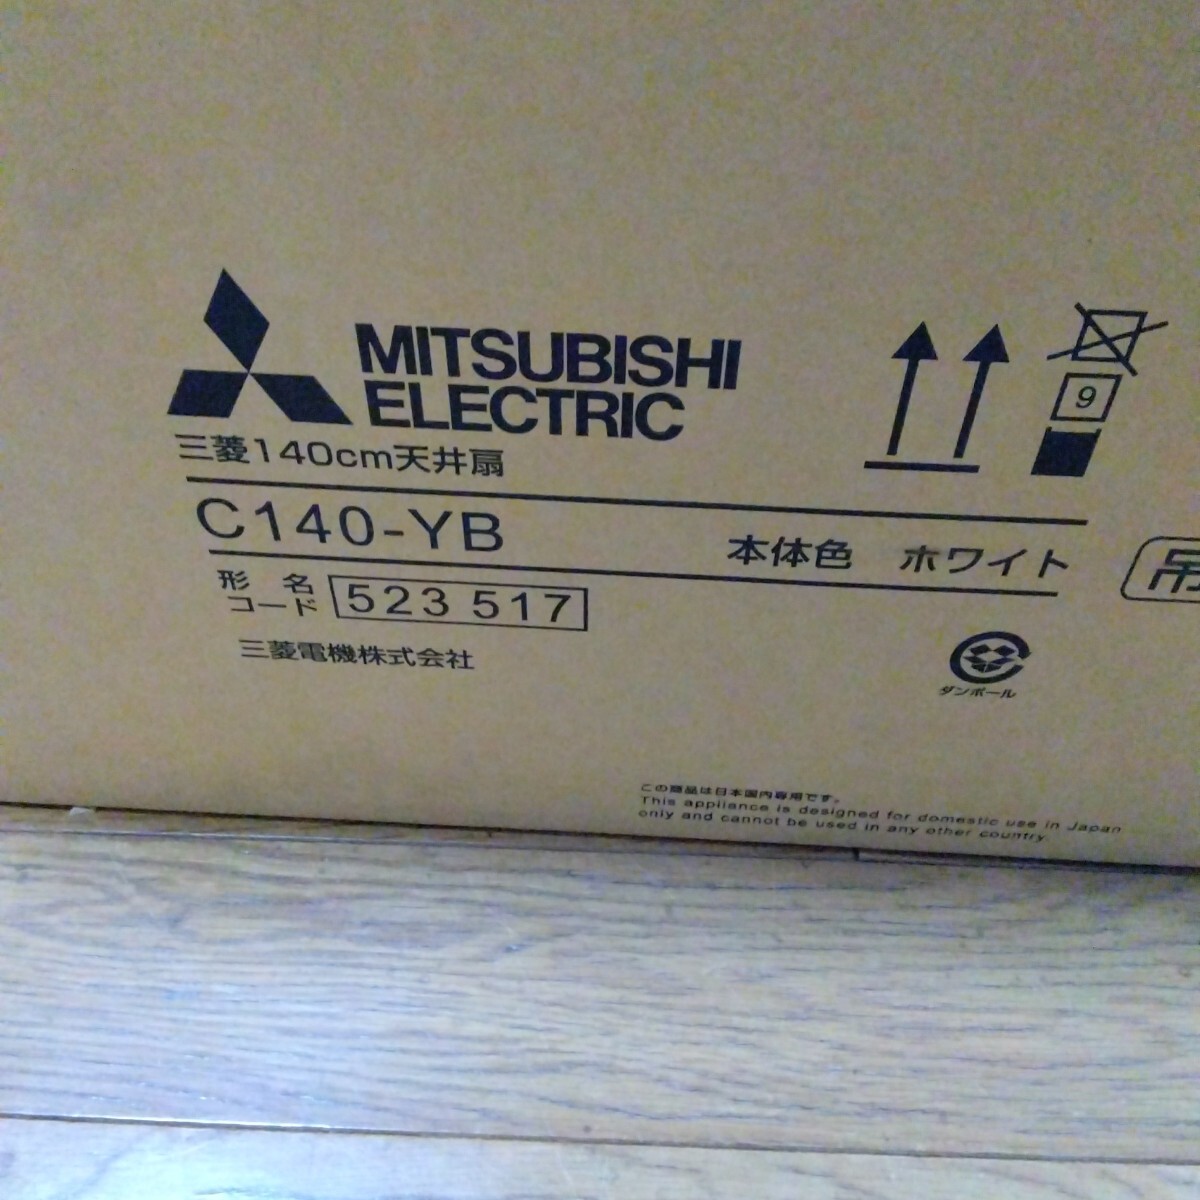 MITSUBISHI
ELECTRIC
三菱140cm天井扇
C140-YB 本体色 ホワイト
形名
コード 523 517
三菱電機株式会社
9
吊
ダンボール
この商品は日本国内専用です。
This appliance is designed for domestic use in Japan
only and cannot be used in any other country.